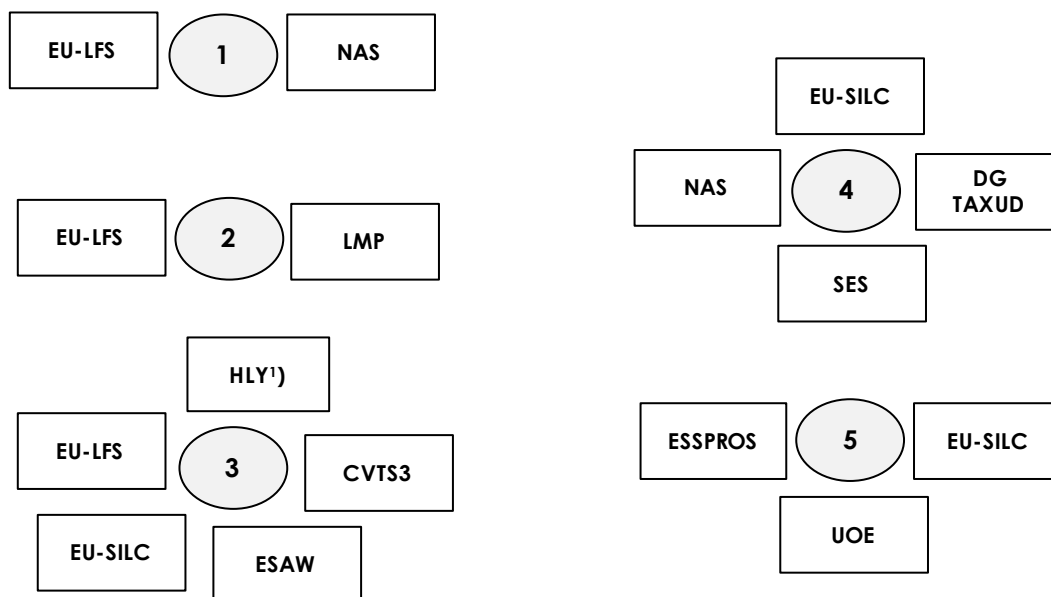 EU-LFS
1
NAS
EU-LFS
2
LMP
HLY¹)
EU-LFS
3
CVTS3
EU-SILC
ESAW
EU-SILC
NAS
4
DG
TAXUD
SES
ESSPROS
5
EU-SILC
UOE